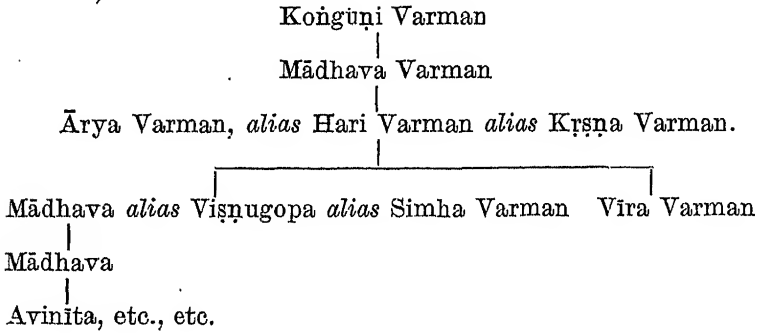 Koṅguṇi Varman
Mādhava Varman
Ārya Varman, alias Hari Varman alias Kṛṣṇa Varman.
Mādhava alias Viṣṇugopa alias Simha Varman Vīra Varman
Mādhava
Avinīta, etc., etc.